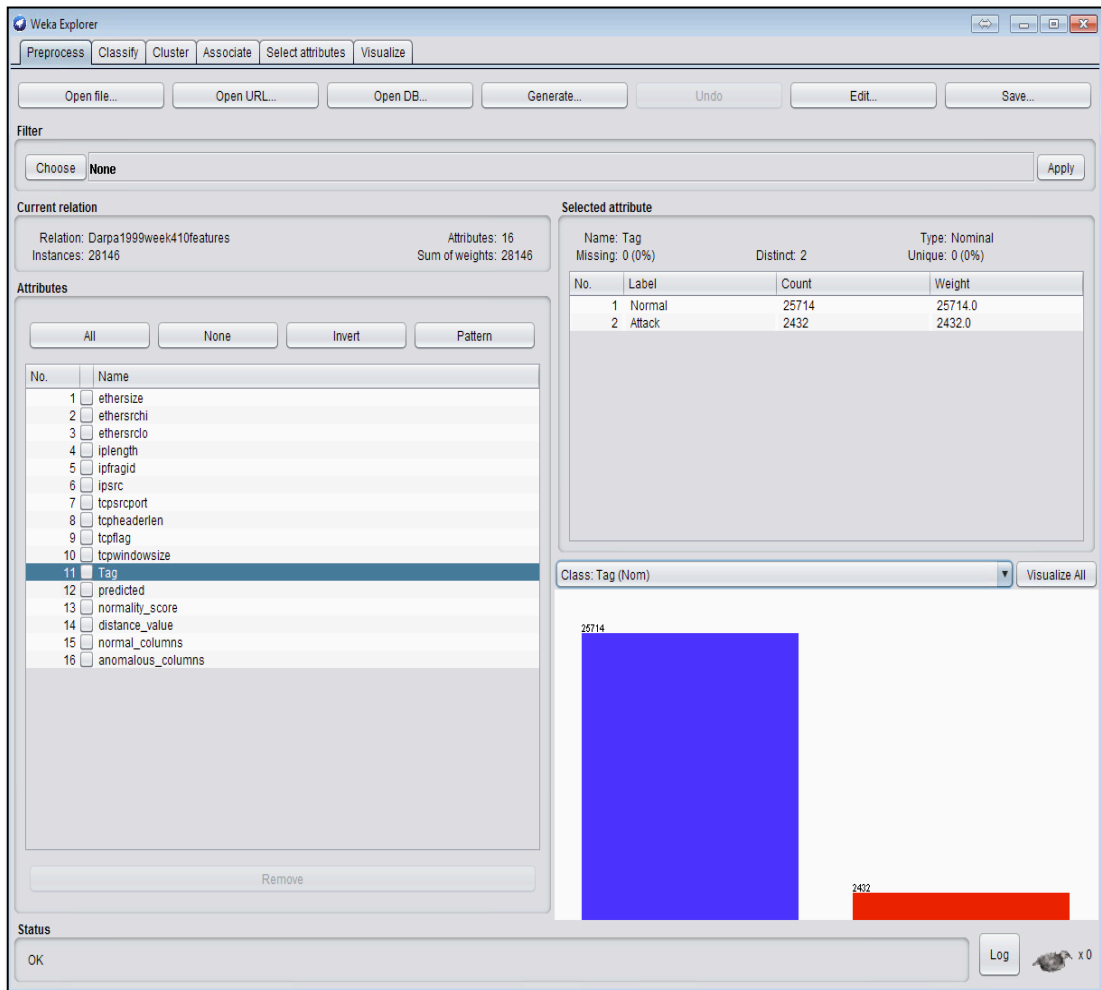 Weka Explorer
Preprocess Classify Cluster Associate Select attributes Visualize
Open file... Open URL... Open DB... Generate... Undo Edit... Save...
Filter
Choose None Apply
Current relation
Relation: Darpa1999week410features Attributes: 16
Instances: 28146 Sum of weights: 28146
Attributes
All None Invert Pattern
No. Name
1 ethersize
2 ethersrchi
3 ethersrclo
4 iplength
5 ipfragid
6 ipsrc
7 tcpsrcport
8 tcpheaderlen
9 tcpflag
10 tcpwindowsize
11 Tag
12 predicted
13 normality_score
14 distance_value
15 normal_columns
16 anomalous_columns
Remove
Selected attribute
Name: Tag Type: Nominal
Missing: 0 (0%) Distinct: 2 Unique: 0 (0%)
No. Label Count Weight
1 Normal 25714 25714.0
2 Attack 2432 2432.0
Class: Tag (Nom) Visualize All
25714
2432
Status
OK Log x 0